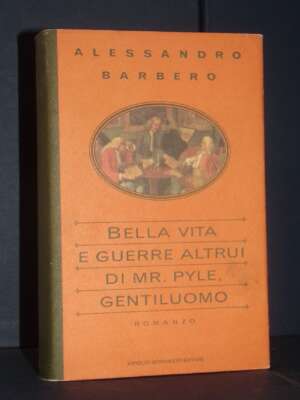 ALESSANDRO
BARBERO
BELLA VITA
E GUERRE ALTRUI
DI MR. PYLE,
GENTILUOMO
ROMANZO